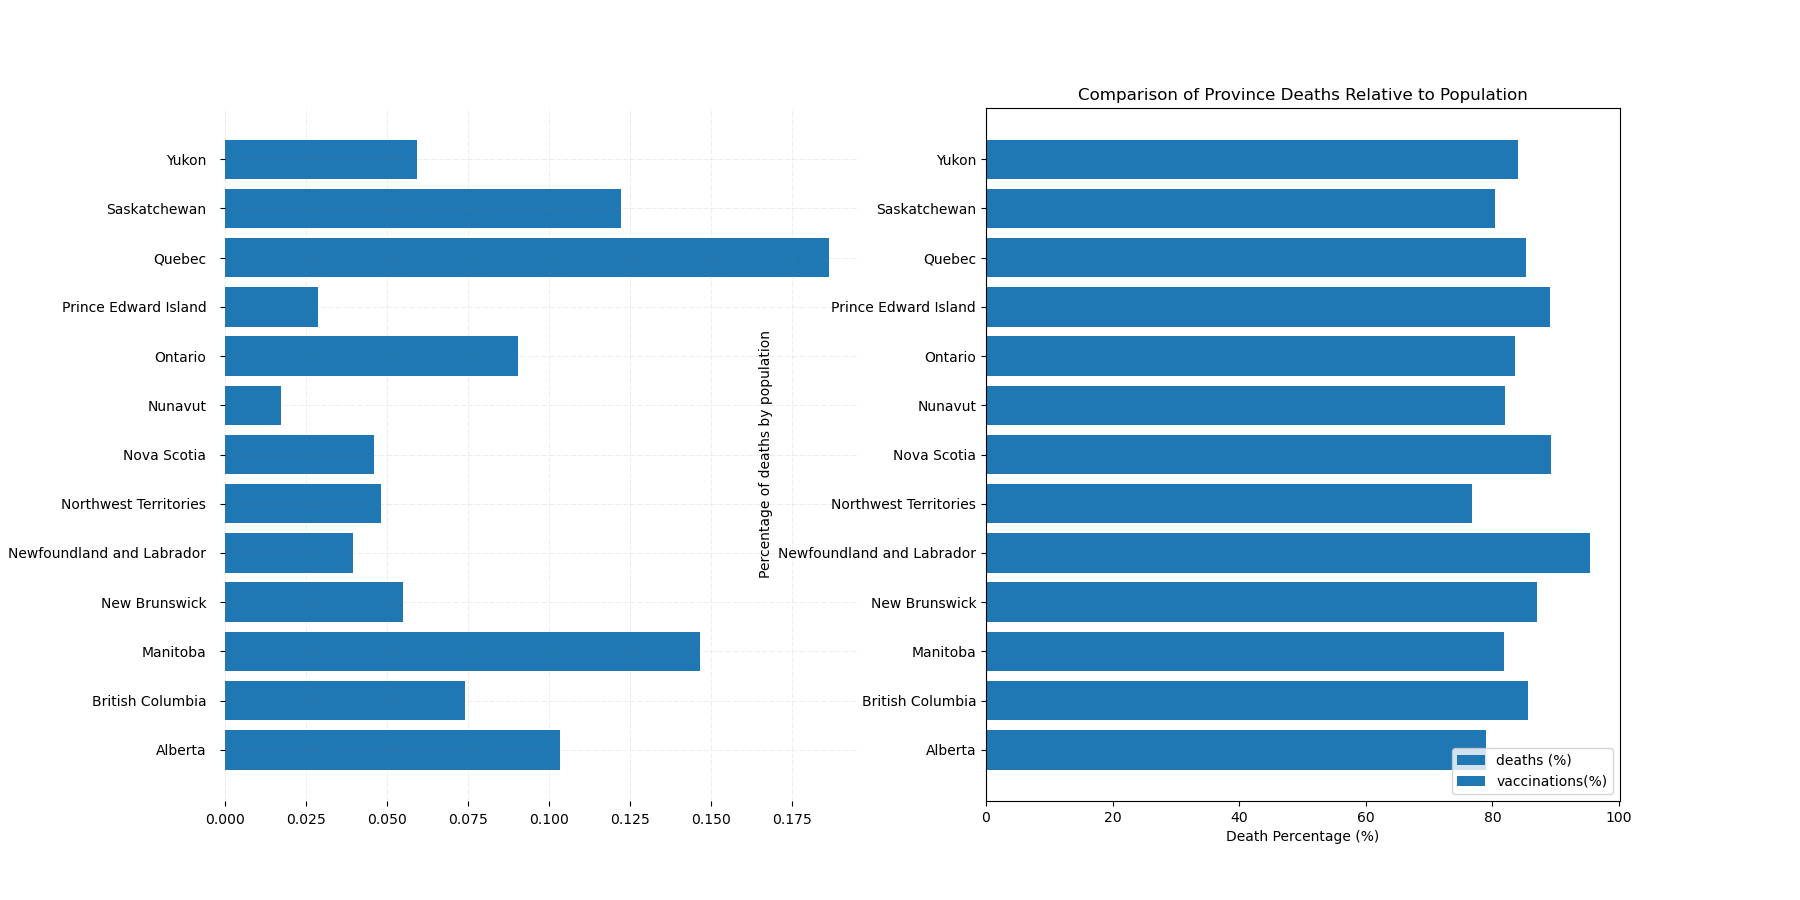 Yukon
Saskatchewan
Quebec
Prince Edward Island
Ontario
Nunavut
Nova Scotia
Northwest Territories
Newfoundland and Labrador
New Brunswick
Manitoba
British Columbia
Alberta
0.000 0.025 0.050 0.075 0.100 0.125 0.150 0.175
Comparison of Province Deaths Relative to Population
Percentage of deaths by population
Yukon
Saskatchewan
Quebec
Prince Edward Island
Ontario
Nunavut
Nova Scotia
Northwest Territories
Newfoundland and Labrador
New Brunswick
Manitoba
British Columbia
Alberta
deaths (%)
vaccinations(%)
0 20 40 60 80 100
Death Percentage (%)